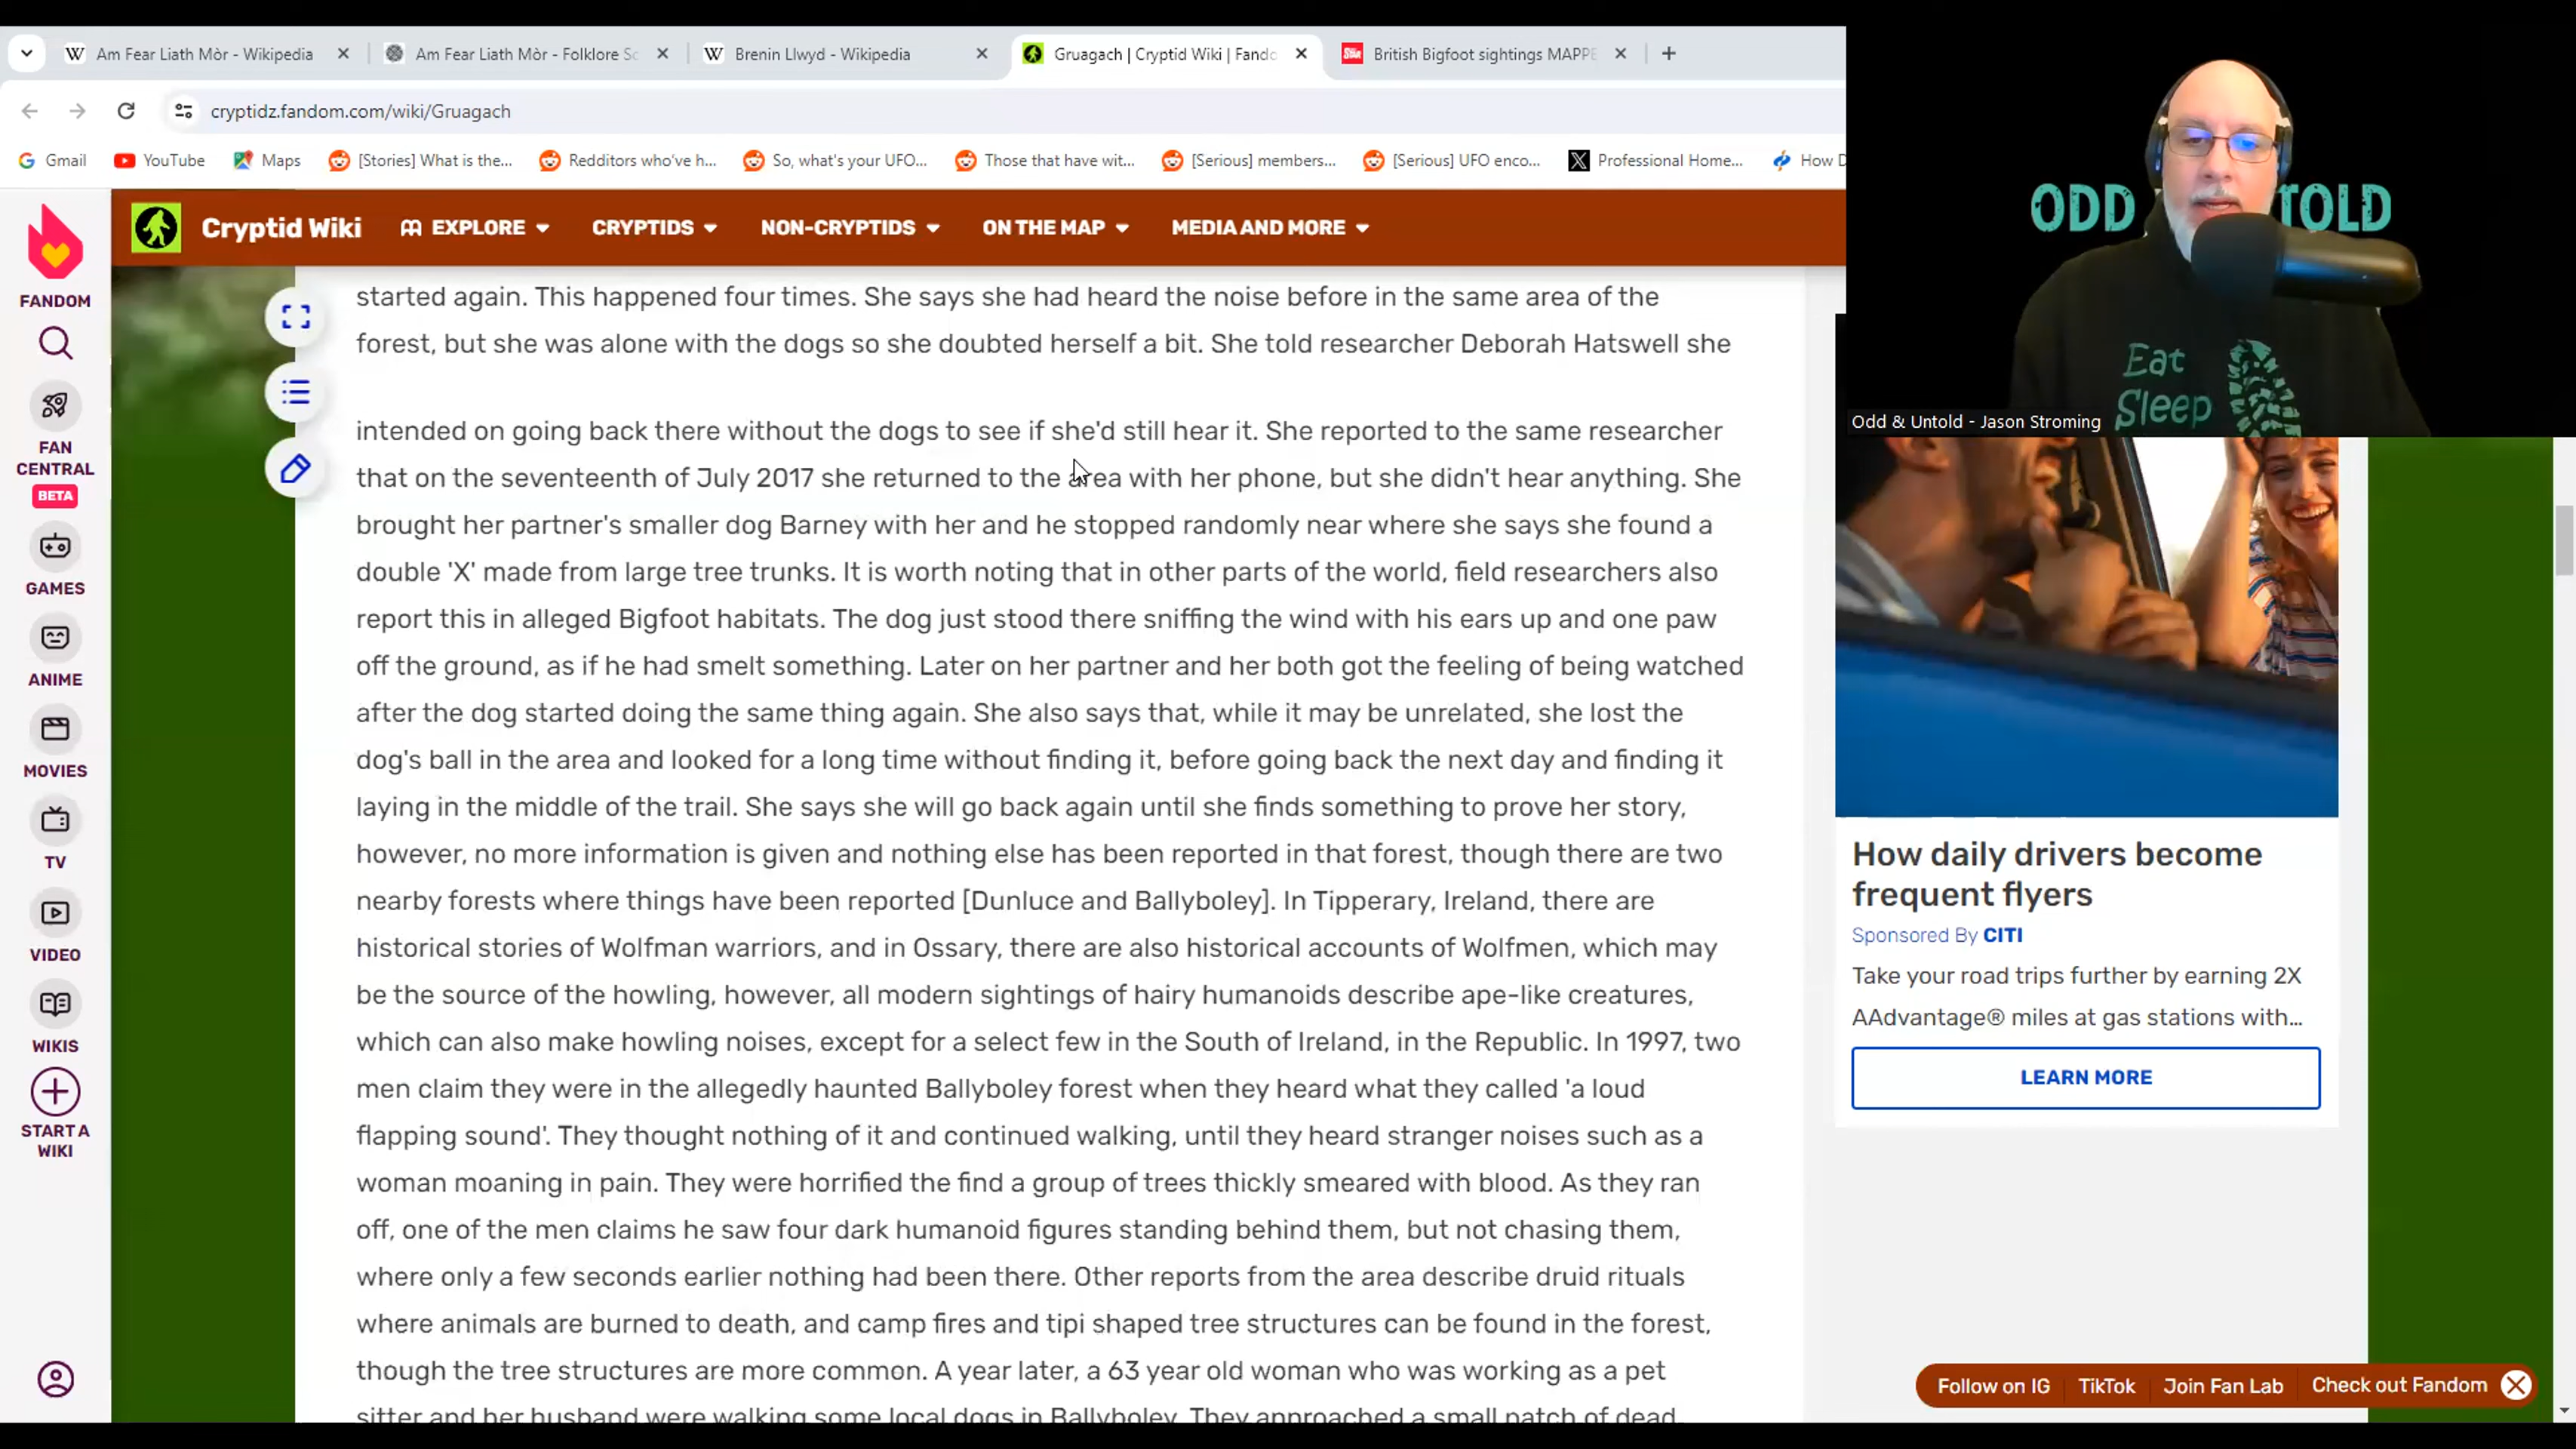 Am Fear Liath Mòr - Wikipedia
Am Fear Liath Mòr - Folklore Sc
Brenin Llwyd - Wikipedia
Gruagach | Cryptid Wiki | Fando
British Bigfoot sightings MAPPE
cryptidz.fandom.com/wiki/Gruagach
Gmail
YouTube
Maps
[Stories] What is the...
Redditors who've h...
So, what's your UFO...
Those that have wit...
[Serious] members...
[Serious] UFO enco...
Professional Home...
How D
Cryptid Wiki
EXPLORE
CRYPTIDS
NON-CRYPTIDS
ON THE MAP
MEDIA AND MORE
FANDOM
FAN
CENTRAL
BETA
GAMES
ANIME
MOVIES
TV
VIDEO
WIKIS
START A
WIKI
started again. This happened four times. She says she had heard the noise before in the same area of the
forest, but she was alone with the dogs so she doubted herself a bit. She told researcher Deborah Hatswell she
intended on going back there without the dogs to see if she'd still hear it. She reported to the same researcher
that on the seventeenth of July 2017 she returned to the area with her phone, but she didn't hear anything. She
brought her partner's smaller dog Barney with her and he stopped randomly near where she says she found a
double 'X' made from large tree trunks. It is worth noting that in other parts of the world, field researchers also
report this in alleged Bigfoot habitats. The dog just stood there sniffing the wind with his ears up and one paw
off the ground, as if he had smelt something. Later on her partner and her both got the feeling of being watched
after the dog started doing the same thing again. She also says that, while it may be unrelated, she lost the
dog's ball in the area and looked for a long time without finding it, before going back the next day and finding it
laying in the middle of the trail. She says she will go back again until she finds something to prove her story,
however, no more information is given and nothing else has been reported in that forest, though there are two
nearby forests where things have been reported [Dunluce and Ballyboley]. In Tipperary, Ireland, there are
historical stories of Wolfman warriors, and in Ossary, there are also historical accounts of Wolfmen, which may
be the source of the howling, however, all modern sightings of hairy humanoids describe ape-like creatures,
which can also make howling noises, except for a select few in the South of Ireland, in the Republic. In 1997, two
men claim they were in the allegedly haunted Ballyboley forest when they heard what they called 'a loud
flapping sound'. They thought nothing of it and continued walking, until they heard stranger noises such as a
woman moaning in pain. They were horrified the find a group of trees thickly smeared with blood. As they ran
off, one of the men claims he saw four dark humanoid figures standing behind them, but not chasing them,
where only a few seconds earlier nothing had been there. Other reports from the area describe druid rituals
where animals are burned to death, and camp fires and tipi shaped tree structures can be found in the forest,
though the tree structures are more common. A year later, a 63 year old woman who was working as a pet
sitter and her husband were walking some local dogs in Ballyboley. They approached a small patch of dead
ODD
TOLD
Eat
Sleep
Odd & Untold - Jason Stroming
How daily drivers become
frequent flyers
Sponsored By CITI
Take your road trips further by earning 2X
AAdvantage® miles at gas stations with...
LEARN MORE
Follow on IG
TikTok
Join Fan Lab
Check out Fandom